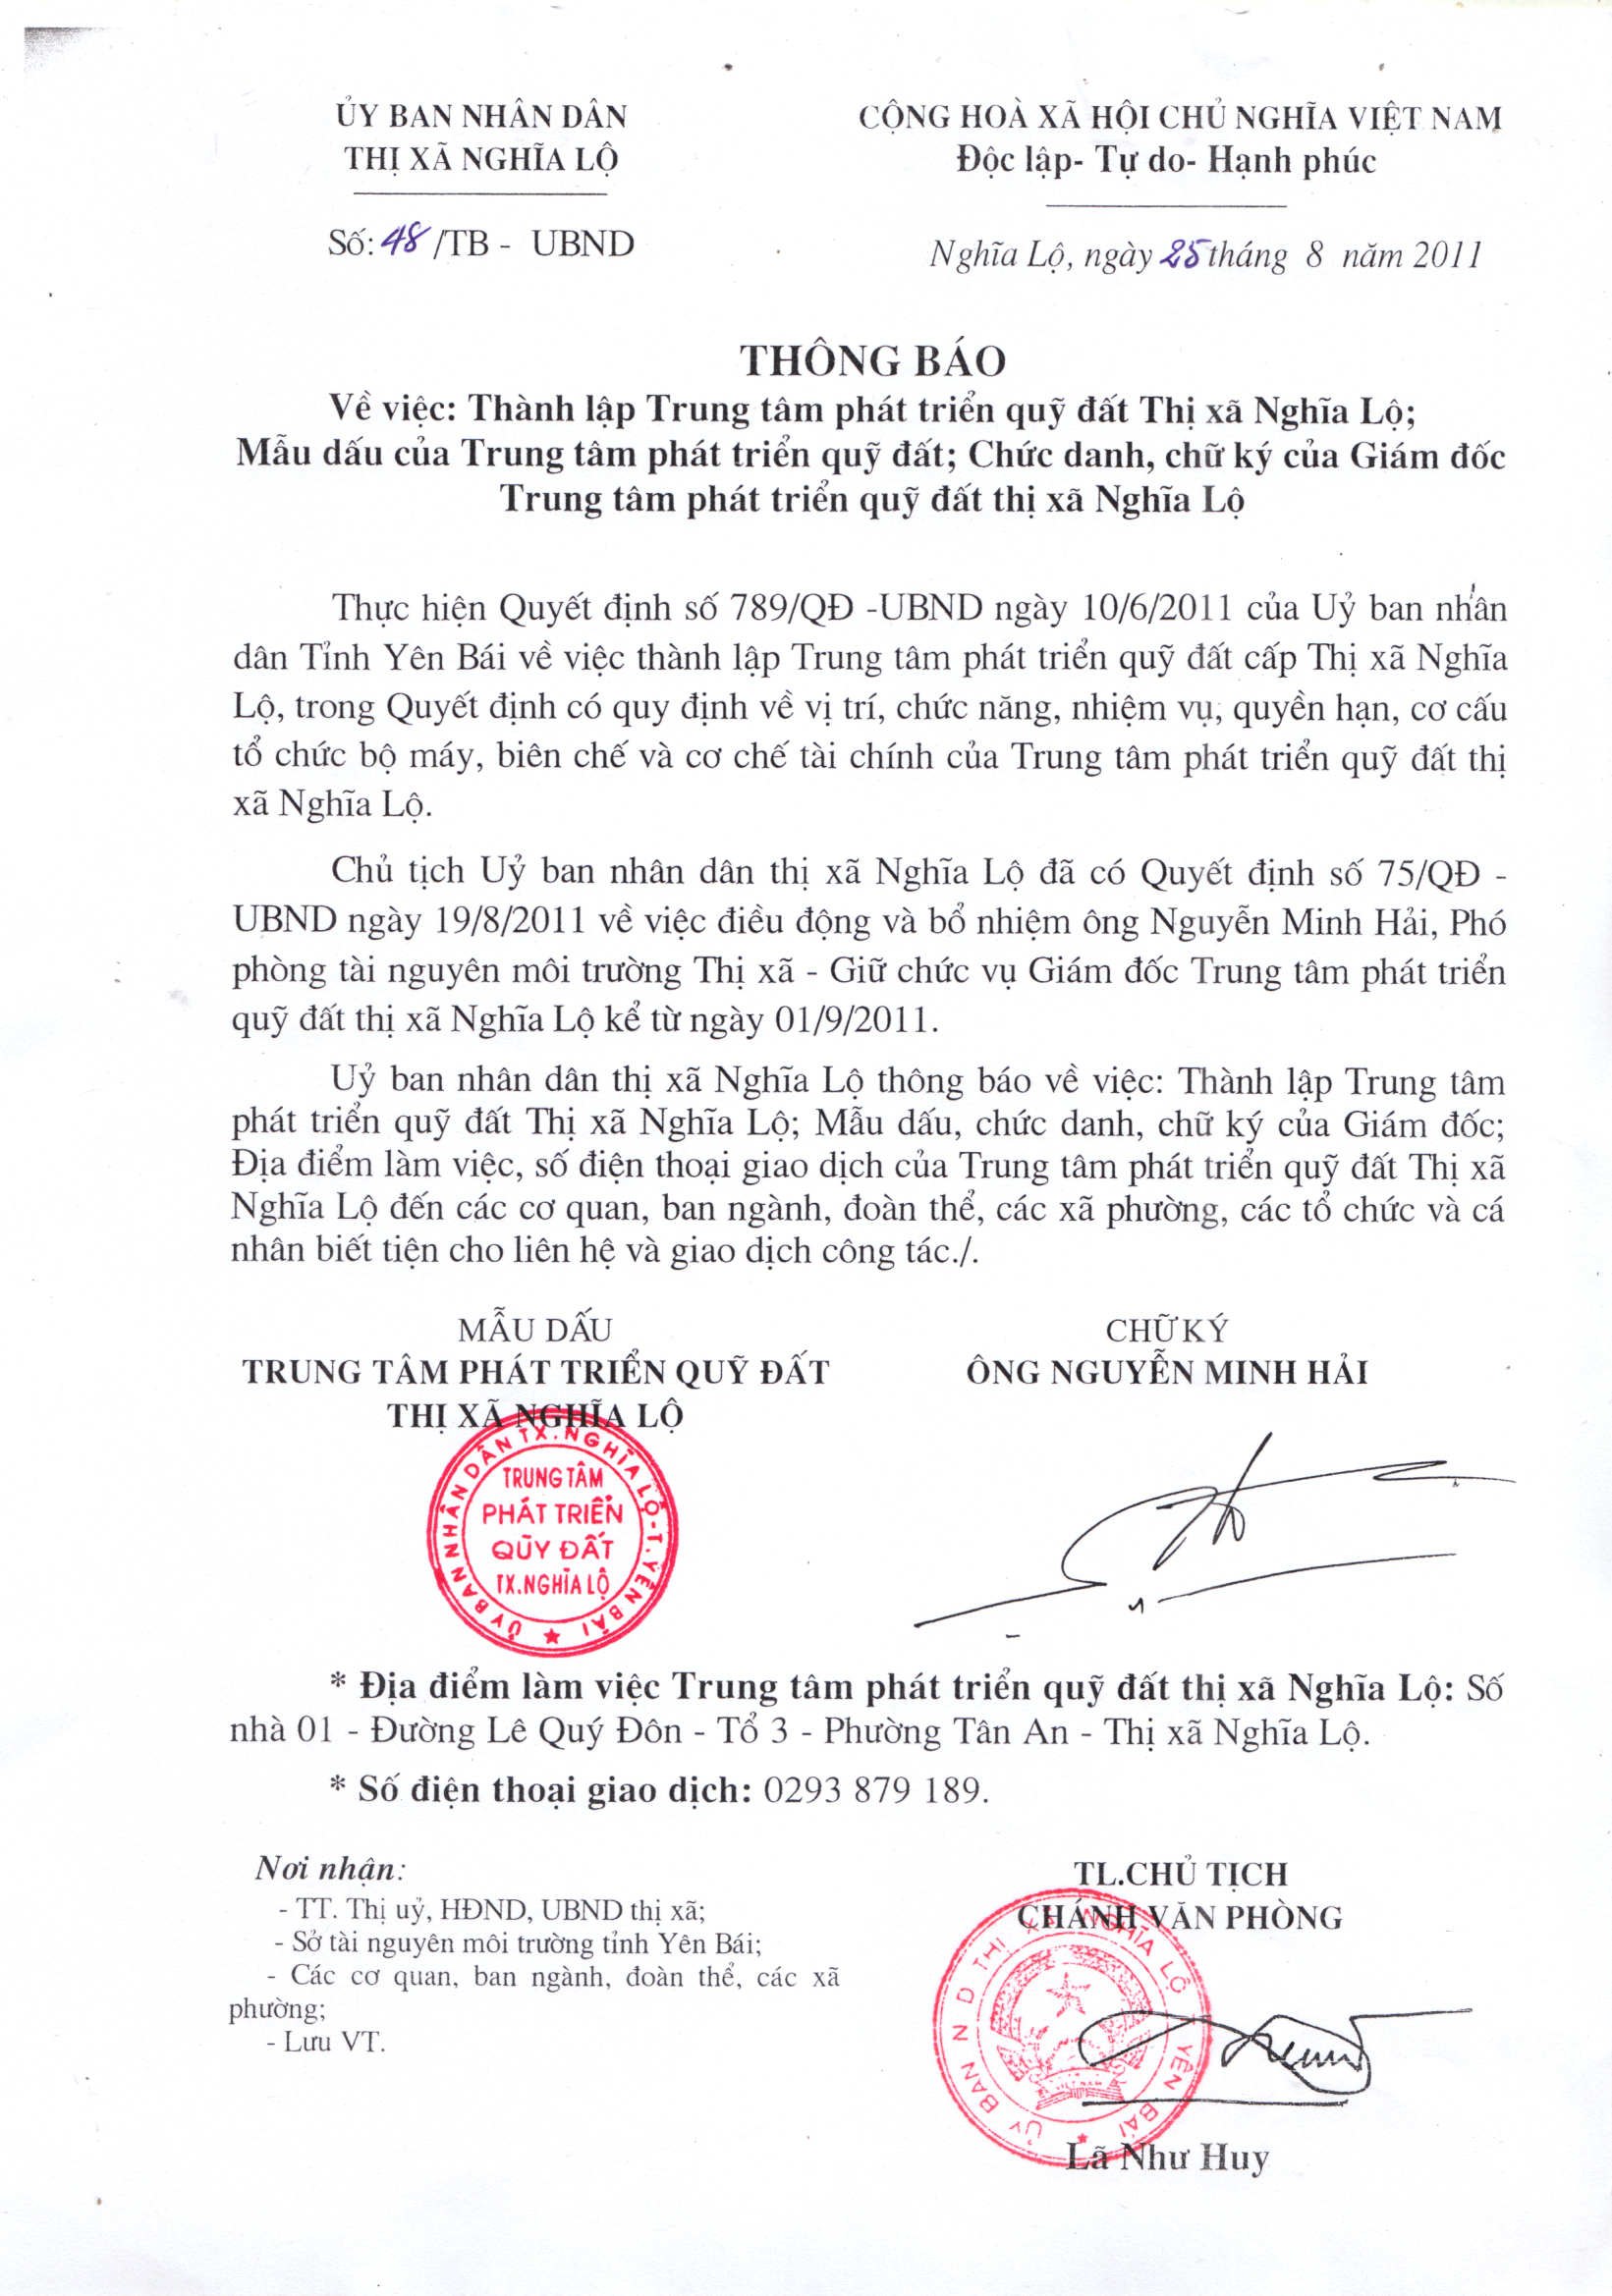 ỦY BAN NHÂN DÂN
THỊ XÃ NGHĨA LỘ
CỘNG HOÀ XÃ HỘI CHỦ NGHĨA VIỆT NAM
Độc lập- Tự do- Hạnh phúc
Số: 48 /TB - UBND
Nghĩa Lộ, ngày 25 tháng 8 năm 2011
THÔNG BÁO
Về việc: Thành lập Trung tâm phát triển quỹ đất Thị xã Nghĩa Lộ;
Mẫu dấu của Trung tâm phát triển quỹ đất; Chức danh, chữ ký của Giám đốc
Trung tâm phát triển quỹ đất thị xã Nghĩa Lộ
Thực hiện Quyết định số 789/QĐ -UBND ngày 10/6/2011 của Uỷ ban nhân
dân Tỉnh Yên Bái về việc thành lập Trung tâm phát triển quỹ đất cấp Thị xã Nghĩa
Lộ, trong Quyết định có quy định về vị trí, chức năng, nhiệm vụ, quyền hạn, cơ cấu
tổ chức bộ máy, biên chế và cơ chế tài chính của Trung tâm phát triển quỹ đất thị
xã Nghĩa Lộ.
Chủ tịch Uỷ ban nhân dân thị xã Nghĩa Lộ đã có Quyết định số 75/QĐ -
UBND ngày 19/8/2011 về việc điều động và bổ nhiệm ông Nguyễn Minh Hải, Phó
phòng tài nguyên môi trường Thị xã - Giữ chức vụ Giám đốc Trung tâm phát triển
quỹ đất thị xã Nghĩa Lộ kể từ ngày 01/9/2011.
Uỷ ban nhân dân thị xã Nghĩa Lộ thông báo về việc: Thành lập Trung tâm
phát triển quỹ đất Thị xã Nghĩa Lộ; Mẫu dấu, chức danh, chữ ký của Giám đốc;
Địa điểm làm việc, số điện thoại giao dịch của Trung tâm phát triển quỹ đất Thị xã
Nghĩa Lộ đến các cơ quan, ban ngành, đoàn thể, các xã phường, các tổ chức và cá
nhân biết tiện cho liên hệ và giao dịch công tác./.
MẪU DẤU
TRUNG TÂM PHÁT TRIỂN QUỸ ĐẤT
THỊ XÃ NGHĨA LỘ
CHỮ KÝ
ÔNG NGUYỄN MINH HẢI
ỦY BAN NHÂN DÂN TX.NGHĨA LỘ-T.YÊN BÁI
TRUNG TÂM
PHÁT TRIỂN
QŨY ĐẤT
TX.NGHĨA LỘ
* Địa điểm làm việc Trung tâm phát triển quỹ đất thị xã Nghĩa Lộ: Số
nhà 01 - Đường Lê Quý Đôn - Tổ 3 - Phường Tân An - Thị xã Nghĩa Lộ.
* Số điện thoại giao dịch: 0293 879 189.
Nơi nhận:
- TT. Thị uỷ, HĐND, UBND thị xã;
- Sở tài nguyên môi trường tỉnh Yên Bái;
- Các cơ quan, ban ngành, đoàn thể, các xã
phường;
- Lưu VT.
TL.CHỦ TỊCH
CHÁNH VĂN PHÒNG
ỦY BAN N D THỊ XÃ NGHĨA LỘ T YÊN BÁI
VIỆT NAM
Lã Như Huy